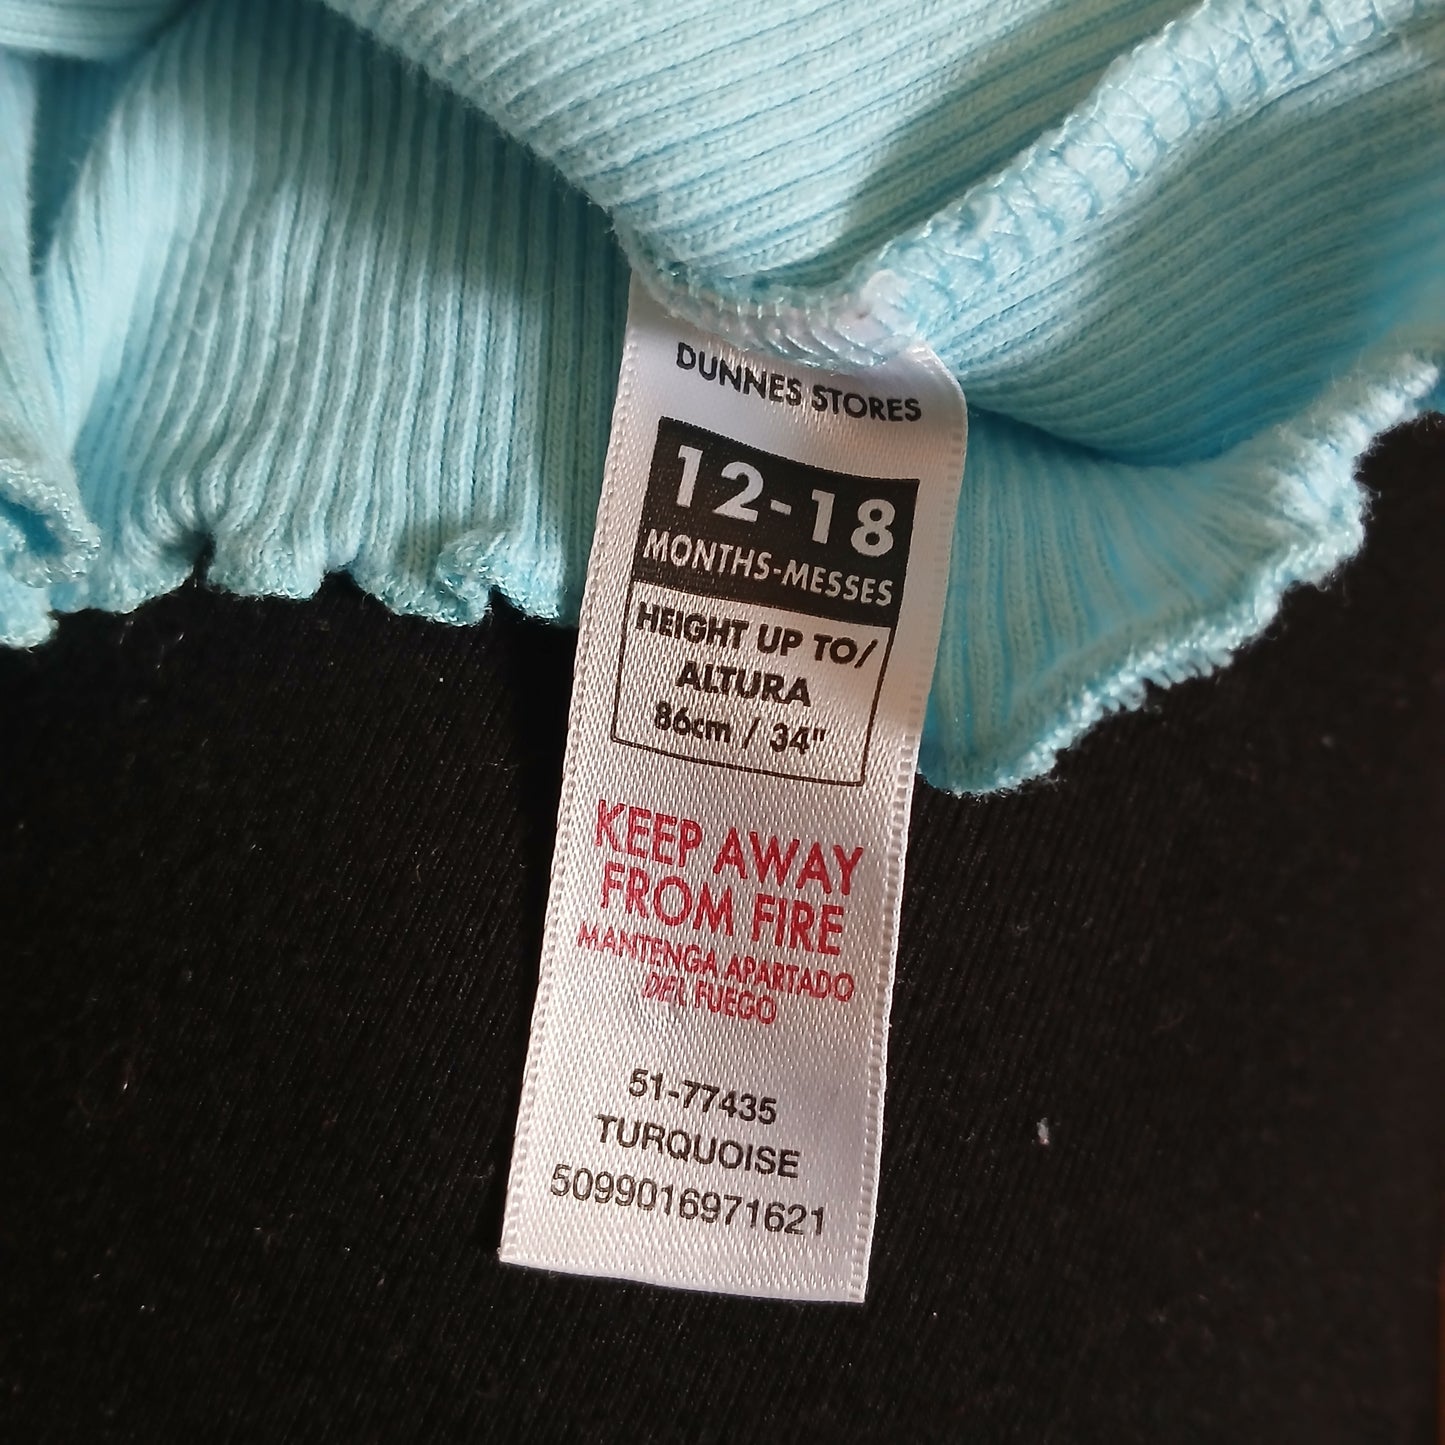 DUNNES STORES
12-18
MONTHS-MESSES
HEIGHT UP TO/
ALTURA
86cm / 34"
KEEP AWAY
FROM FIRE
MANTENGA APARTADO
DEL FUEGO
51-77435
TURQUOISE
5099016971621